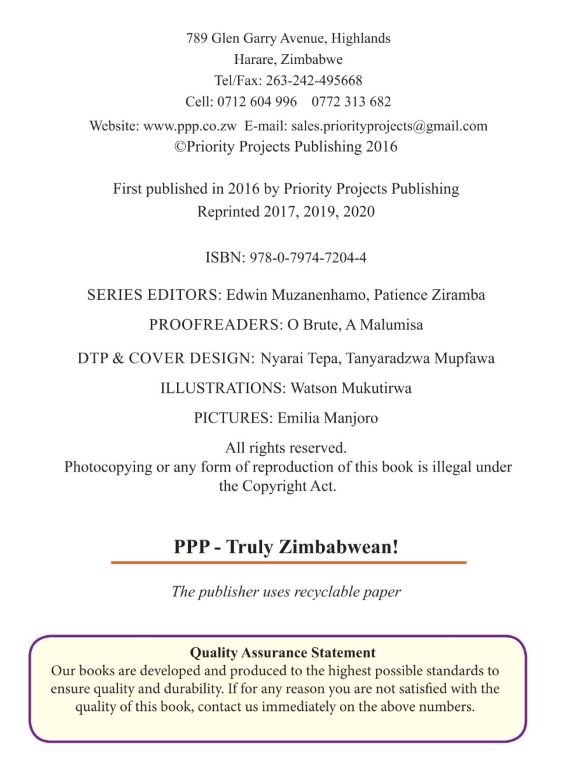 789 Glen Garry Avenue, Highlands
Harare, Zimbabwe
Tel/Fax: 263-242-495668
Cell: 0712 604 996 0772 313 682
Website: www.ppp.co.zw E-mail: sales.priorityprojects@gmail.com
©Priority Projects Publishing 2016
First published in 2016 by Priority Projects Publishing
Reprinted 2017, 2019, 2020
ISBN: 978-0-7974-7204-4
SERIES EDITORS: Edwin Muzanenhamo, Patience Ziramba
PROOFREADERS: O Brute, A Malumisa
DTP & COVER DESIGN: Nyarai Tepa, Tanyaradzwa Mupfawa
ILLUSTRATIONS: Watson Mukutirwa
PICTURES: Emilia Manjoro
All rights reserved.
Photocopying or any form of reproduction of this book is illegal under
the Copyright Act.
PPP - Truly Zimbabwean!
The publisher uses recyclable paper
Quality Assurance Statement
Our books are developed and produced to the highest possible standards to
ensure quality and durability. If for any reason you are not satisfied with the
quality of this book, contact us immediately on the above numbers.